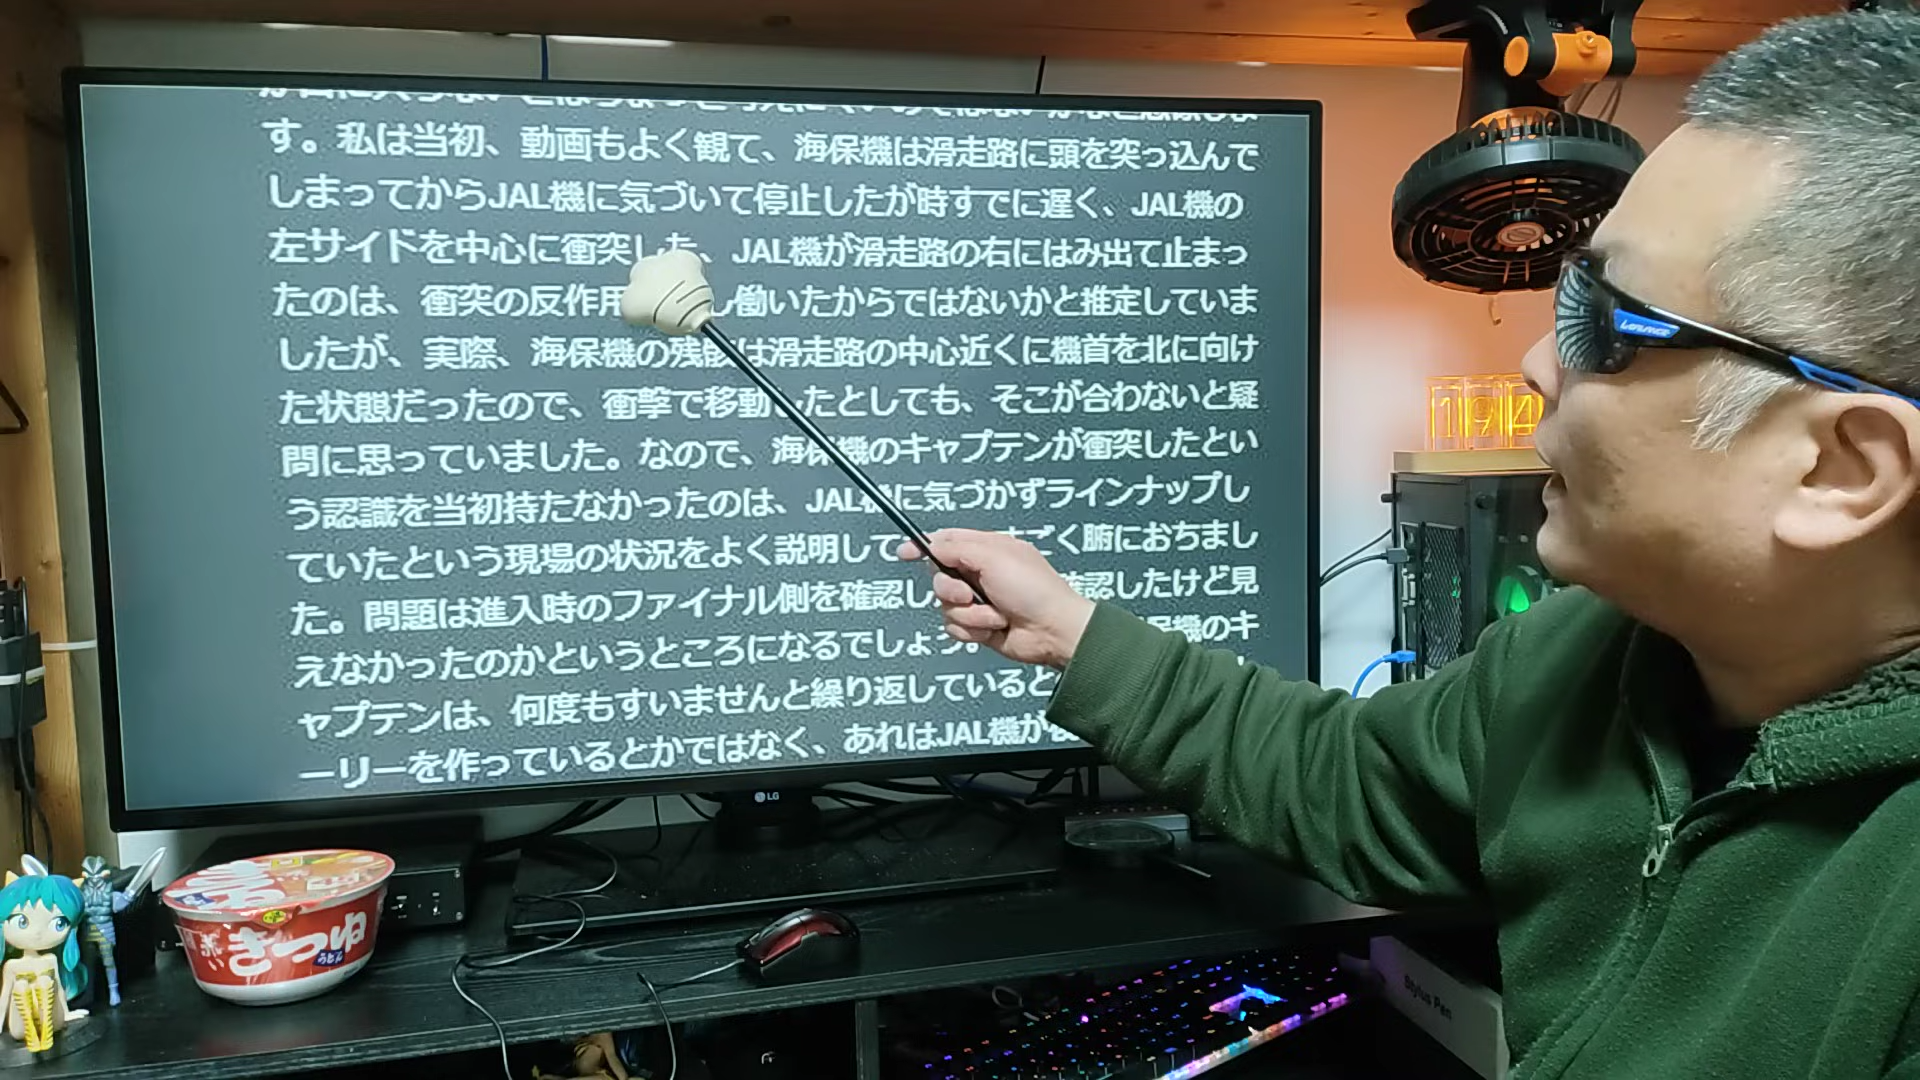 す。私は当初、動画もよく観て、海保機は滑走路に頭を突っ込んで
しまってからJAL機に気づいて停止したが時すでに遅く、JAL機の
左サイドを中心に衝突した、JAL機が滑走路の右にはみ出て止まっ
たのは、衝突の反作用 し働いたからではないかと推定していま
したが、実際、海保機の残骸は滑走路の中心近くに機首を北に向け
た状態だったので、衝撃で移動したとしても、そこが合わないと疑
問に思っていました。なので、海保機のキャプテンが衝突したとい
う認識を当初持たなかったのは、JAL機に気づかずラインナップし
ていたという現場の状況をよく説明して すごく腑におちまし
た。問題は進入時のファイナル側を確認し 確認したけど見
えなかったのかというところになるでしょう。 保機のキ
ャプテンは、何度もすいませんと繰り返していると
ーリーを作っているとかではなく、あれはJAL機が
LG
194
赤い
きつね
うどん
Stylus Pen